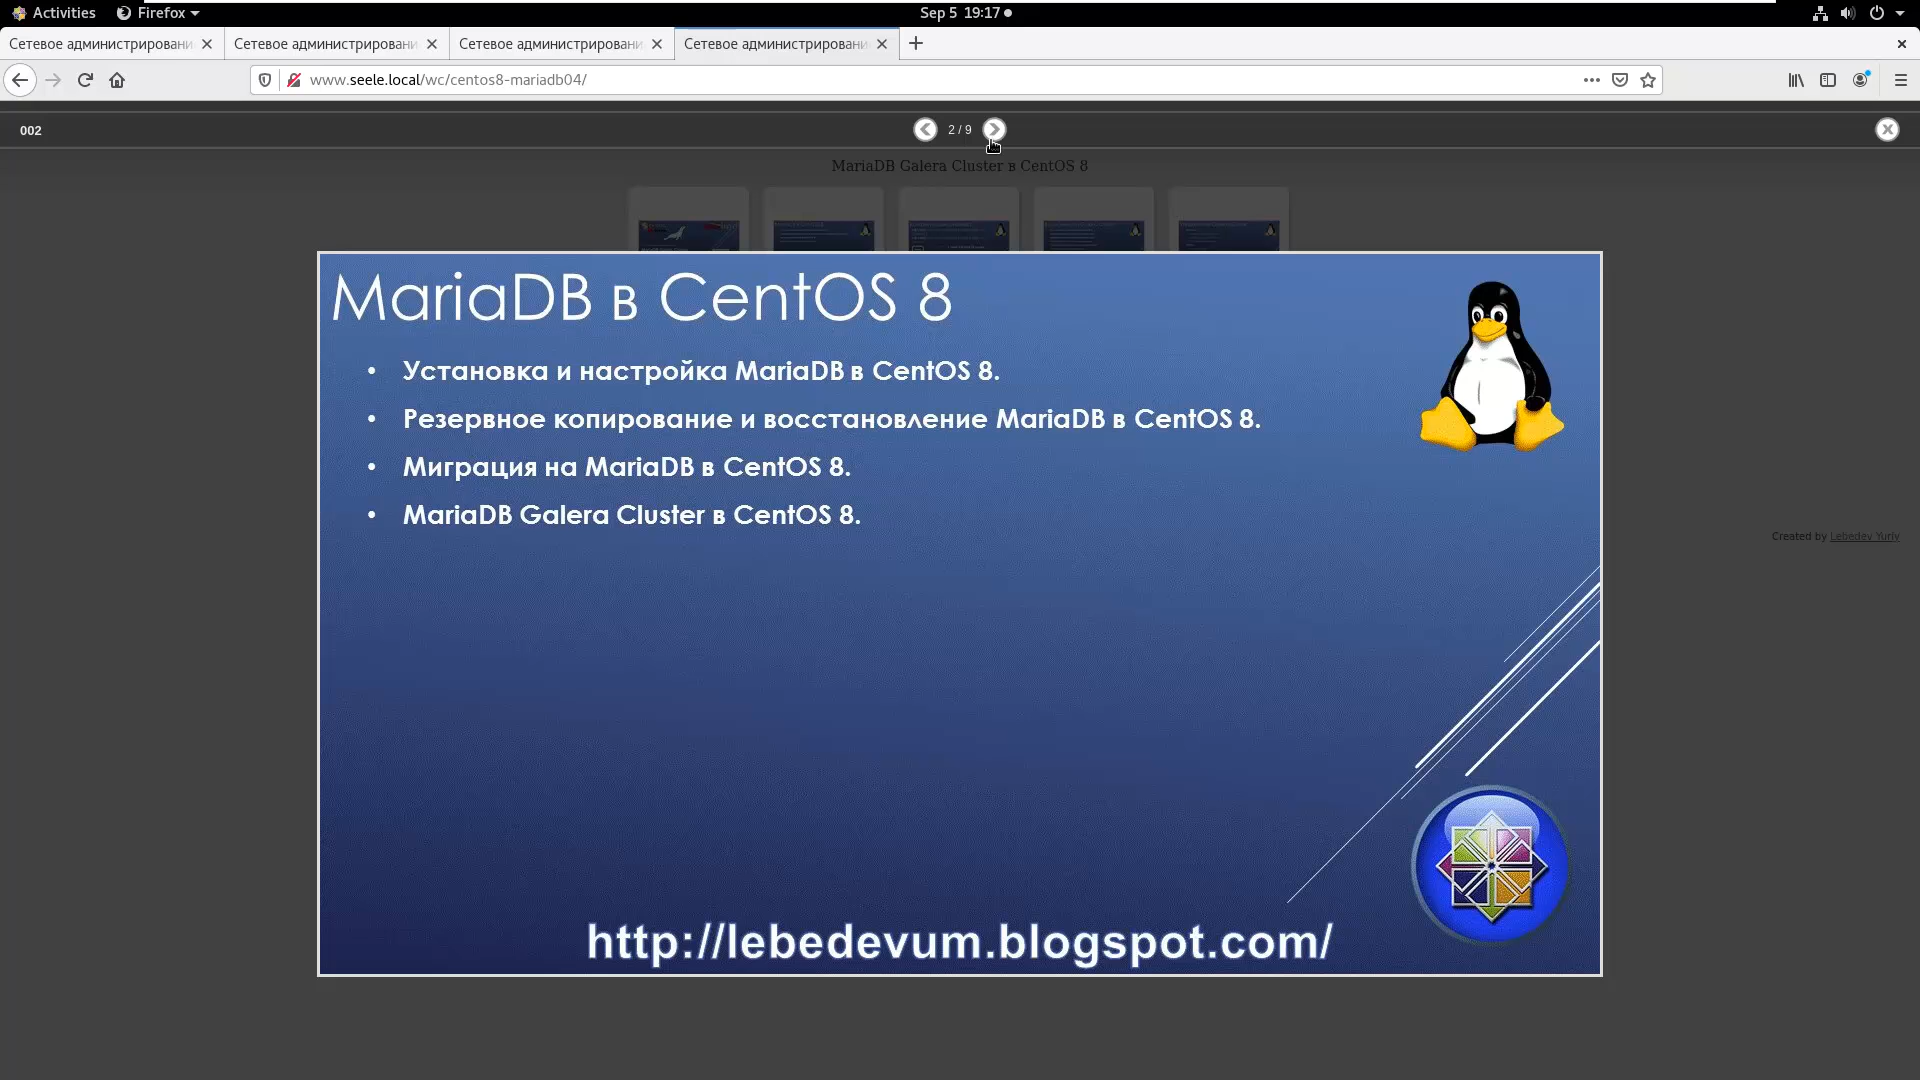 Activities Firefox Sep 5 19:17
Сетевое администрировани Сетевое администрировани Сетевое администрировани Сетевое администрировани
www.seele.local/wc/centos8-mariadb04/
002 2 / 9
MariaDB Galera Cluster в CentOS 8
MariaDB в CentOS 8
• Установка и настройка MariaDB в CentOS 8.
• Резервное копирование и восстановление MariaDB в CentOS 8.
• Миграция на MariaDB в CentOS 8.
• MariaDB Galera Cluster в CentOS 8.
Created by Lebedev Yuriy
http://lebedevum.blogspot.com/